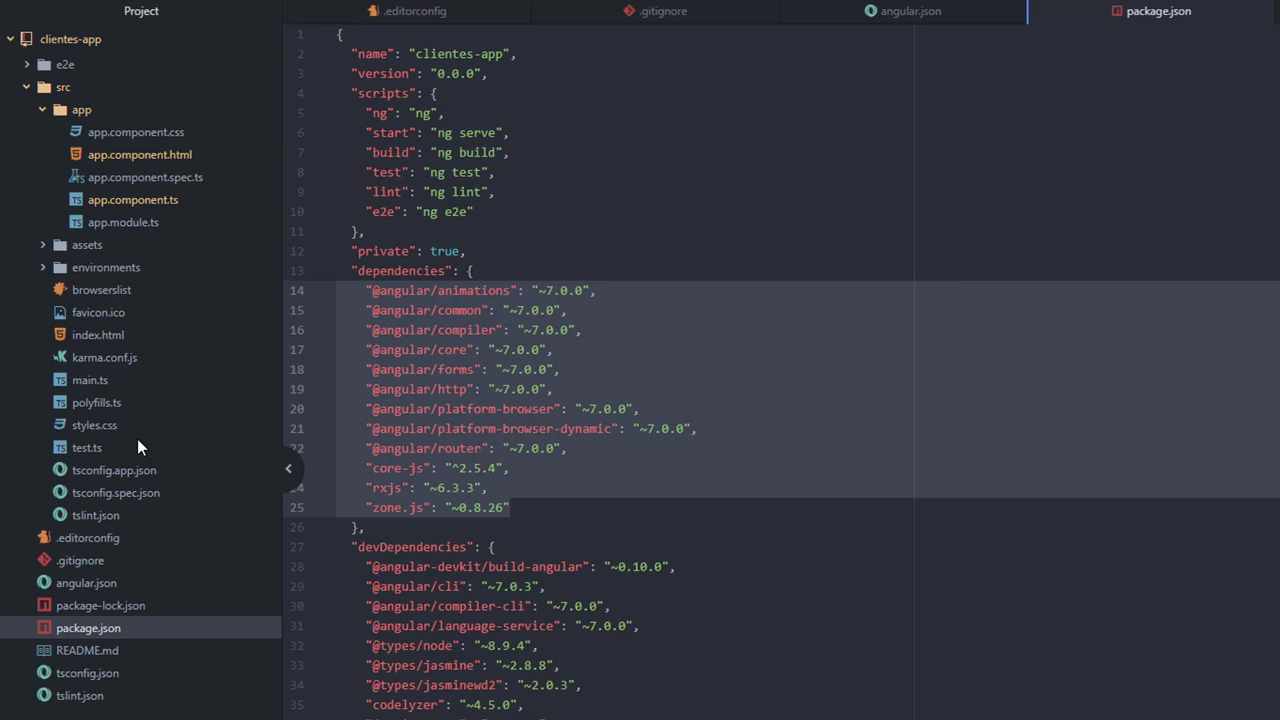 Project
clientes-app
e2e
src
app
app.component.css
app.component.html
app.component.spec.ts
app.component.ts
app.module.ts
assets
environments
browserslist
favicon.ico
index.html
karma.conf.js
main.ts
polyfills.ts
styles.css
test.ts
tsconfig.app.json
tsconfig.spec.json
tslint.json
.editorconfig
.gitignore
angular.json
package-lock.json
package.json
README.md
tsconfig.json
tslint.json
.editorconfig
.gitignore
angular.json
package.json
1 {
2 "name": "clientes-app",
3 "version": "0.0.0",
4 "scripts": {
5 "ng": "ng",
6 "start": "ng serve",
7 "build": "ng build",
8 "test": "ng test",
9 "lint": "ng lint",
10 "e2e": "ng e2e"
11 },
12 "private": true,
13 "dependencies": {
14 "@angular/animations": "~7.0.0",
15 "@angular/common": "~7.0.0",
16 "@angular/compiler": "~7.0.0",
17 "@angular/core": "~7.0.0",
18 "@angular/forms": "~7.0.0",
19 "@angular/http": "~7.0.0",
20 "@angular/platform-browser": "~7.0.0",
21 "@angular/platform-browser-dynamic": "~7.0.0",
22 "@angular/router": "~7.0.0",
"core-js": "^2.5.4",
24 "rxjs": "~6.3.3",
25 "zone.js": "~0.8.26"
26 },
27 "devDependencies": {
28 "@angular-devkit/build-angular": "~0.10.0",
29 "@angular/cli": "~7.0.3",
30 "@angular/compiler-cli": "~7.0.0",
31 "@angular/language-service": "~7.0.0",
32 "@types/node": "~8.9.4",
33 "@types/jasmine": "~2.8.8",
34 "@types/jasminewd2": "~2.0.3",
35 "codelyzer": "~4.5.0",